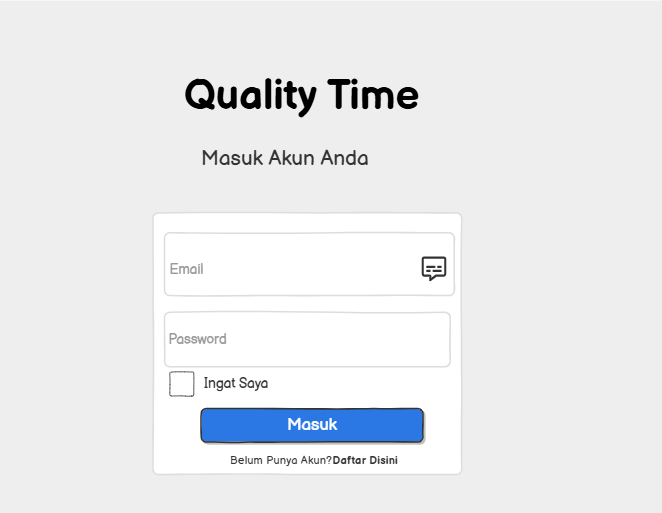 Quality Time
Masuk Akun Anda
Email
Password
Ingat Saya
Masuk
Belum Punya Akun?Daftar Disini